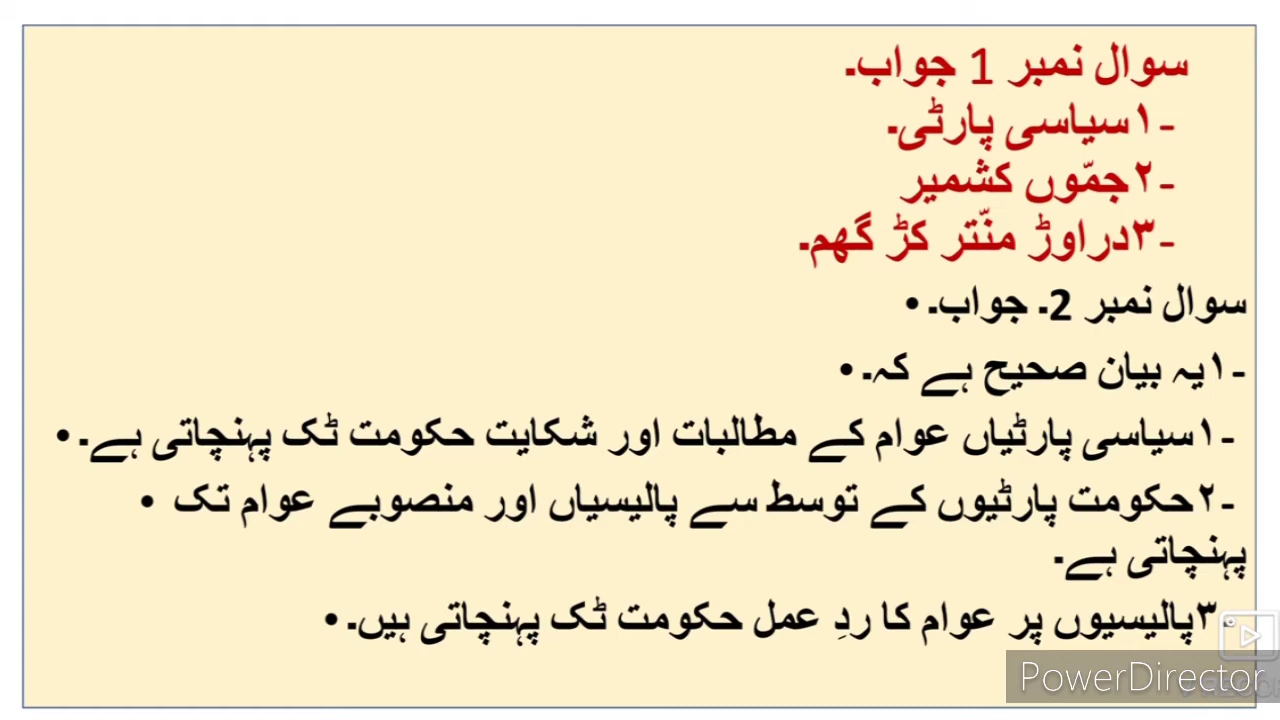 سوال نمبر 1 جواب۔
-۱سیاسی پارٹی۔
-۲جمّوں کشمیر
-۳دراوڑ منّتر کڑ گھم۔
سوال نمبر 2۔ جواب۔ •
-۱یہ بیان صحیح ہے کہ۔ •
-۱سیاسی پارٹیاں عوام کے مطالبات اور شکایت حکومت ٹک پہنچاتی ہے۔ •
-۲حکومت پارٹیوں کے توسط سے پالیسیاں اور منصوبے عوام تک •
پہنچاتی ہے۔
-۳پالیسیوں پر عوام کا ردِ عمل حکومت ٹک پہنچاتی ہیں۔ •
PowerDirector